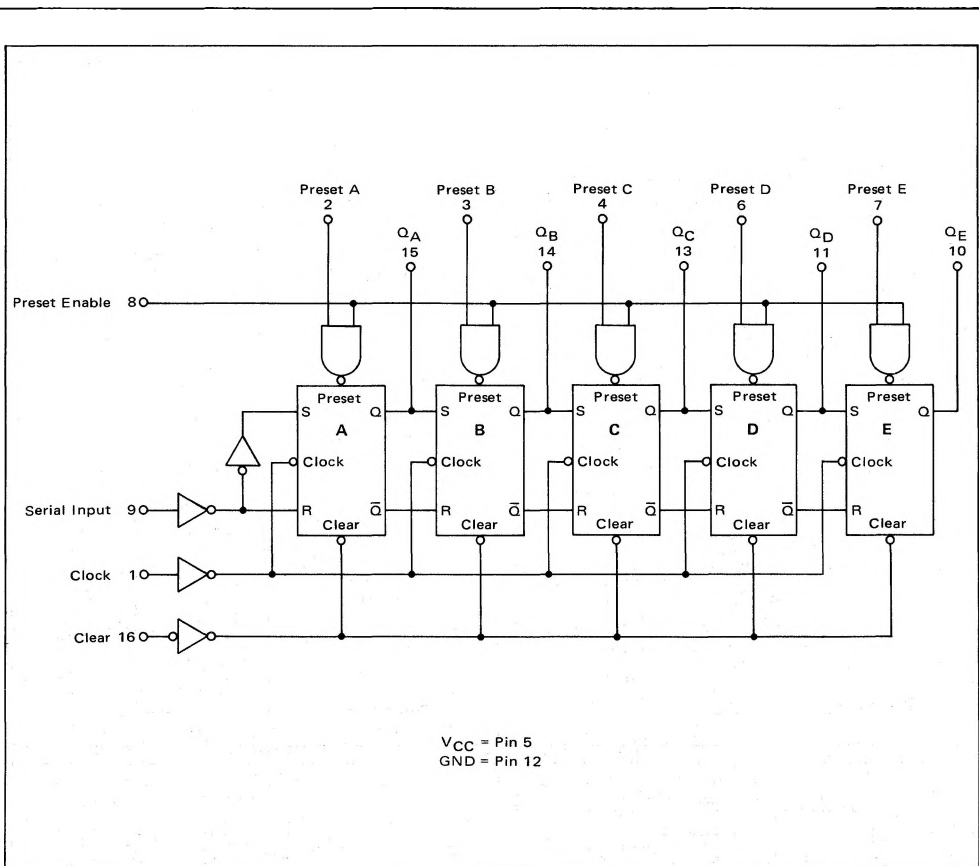 Preset A
2
Preset B
3
Preset C
4
Preset D
6
Preset E
7
QA
15
QB
14
QC
13
QD
11
QE
10
Preset Enable 8
Preset
S Q
A
Clock
R Q̅
Clear
Preset
S Q
B
Clock
R Q̅
Clear
Preset
S Q
C
Clock
R Q̅
Clear
Preset
S Q
D
Clock
R Q̅
Clear
Preset
S Q
E
Clock
R
Clear
Serial Input 9
Clock 1
Clear 16
VCC = Pin 5
GND = Pin 12